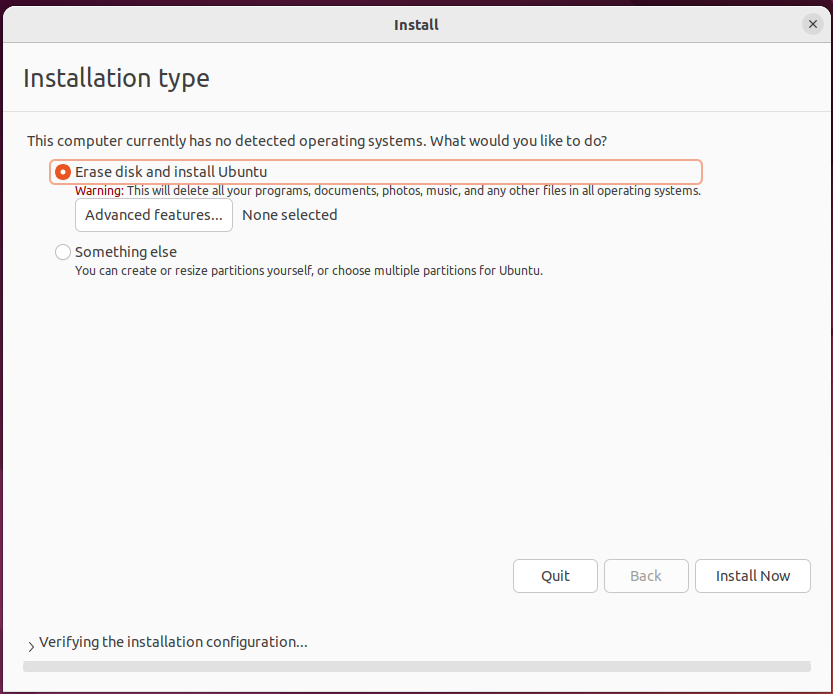 Install
Installation type
This computer currently has no detected operating systems. What would you like to do?
Erase disk and install Ubuntu
Warning: This will delete all your programs, documents, photos, music, and any other files in all operating systems.
Advanced features... None selected
Something else
You can create or resize partitions yourself, or choose multiple partitions for Ubuntu.
Quit Back Install Now
Verifying the installation configuration...